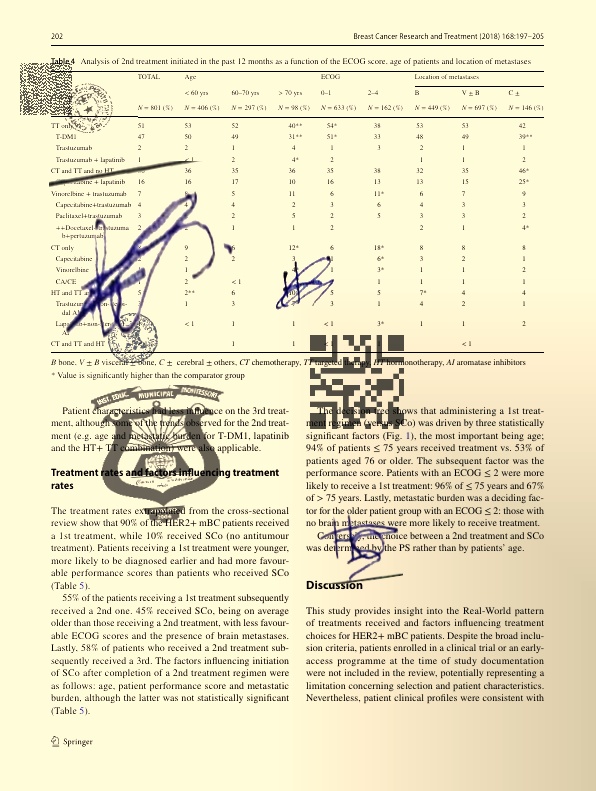 202 Breast Cancer Research and Treatment (2018) 168:197–205
Table 4 Analysis of 2nd treatment initiated in the past 12 months as a function of the ECOG score, age of patients and location of metastases
TOTAL Age ECOG Location of metastases
< 60 yrs 60–70 yrs > 70 yrs 0–1 2–4 B V ± B C ±
N = 801 (%) N = 406 (%) N = 297 (%) N = 98 (%) N = 633 (%) N = 162 (%) N = 449 (%) N = 697 (%) N = 146 (%)
TT only 51 53 52 40** 54* 38 53 53 42
T-DM1 47 50 49 31** 51* 33 48 49 39**
Trastuzumab 2 2 1 4 1 3 2 1 1
Trastuzumab + lapatinib 1 < 1 2 4* 2 1 1 2
CT and TT and no HT 36 35 36 35 38 32 35 46*
+ lapatinib 16 16 17 10 16 13 13 15 25*
Vinorelbine + trastuzumab 7 5 11 6 11* 6 7 9
Capecitabine+trastuzumab 4 4 4 2 3 6 4 3 3
Paclitaxel+trastuzumab 3 2 5 2 5 3 3 2
++Docetaxel+trastuzuma 2 1 1 2 2 1 4*
b+pertuzumab
CT only 9 6 12* 6 18* 8 8 8
Capecitabine 2 2 3 6* 3 2 1
Vinorelbine 1 1 3* 1 1 2
CA/CE 2 < 1 1 1 1 1
HT and TT 5 2** 6 5 5 7* 4 4
1 3 3 1 4 2 1
< 1 1 1 < 1 3* 1 1 2
CT and TT and HT 1 1 < 1
B bone, V ± B visceral ± bone, C ± cerebral ± others, CT chemotherapy, TT targeted therapy, HT hormonotherapy, AI aromatase inhibitors
* Value is significantly higher than the comparator group
INST. EDUC. MUNICIPAL MONTESSORI
Patient characteristics had less influence on the 3rd treat-
ment, although some of the trends observed for the 2nd treat-
ment (e.g. age and metastatic burden for T-DM1, lapatinib
and the HT+ TT combination) were also applicable.
Treatment rates and factors influencing treatment
rates
The treatment rates extrapolated from the cross-sectional
review show that 90% of the HER2+ mBC patients received
a 1st treatment, while 10% received SCo (no antitumour
treatment). Patients receiving a 1st treatment were younger,
more likely to be diagnosed earlier and had more favour-
able performance scores than patients who received SCo
(Table 5).
55% of the patients receiving a 1st treatment subsequently
received a 2nd one. 45% received SCo, being on average
older than those receiving a 2nd treatment, with less favour-
able ECOG scores and the presence of brain metastases.
Lastly, 58% of patients who received a 2nd treatment sub-
sequently received a 3rd. The factors influencing initiation
of SCo after completion of a 2nd treatment regimen were
as follows: age, patient performance score and metastatic
burden, although the latter was not statistically significant
(Table 5).
The decision tree shows that administering a 1st treat-
ment regimen (versus SCo) was driven by three statistically
significant factors (Fig. 1), the most important being age;
94% of patients ≤ 75 years received treatment vs. 53% of
patients aged 76 or older. The subsequent factor was the
performance score. Patients with an ECOG ≤ 2 were more
likely to receive a 1st treatment: 96% of ≤ 75 years and 67%
of > 75 years. Lastly, metastatic burden was a deciding fac-
tor for the older patient group with an ECOG ≤ 2: those with
no brain metastases were more likely to receive treatment.
Conversely, the choice between a 2nd treatment and SCo
was determined by the PS rather than by patients' age.
Discussion
This study provides insight into the Real-World pattern
of treatments received and factors influencing treatment
choices for HER2+ mBC patients. Despite the broad inclu-
sion criteria, patients enrolled in a clinical trial or an early-
access programme at the time of study documentation
were not included in the review, potentially representing a
limitation concerning selection and patient characteristics.
Nevertheless, patient clinical profiles were consistent with
Springer